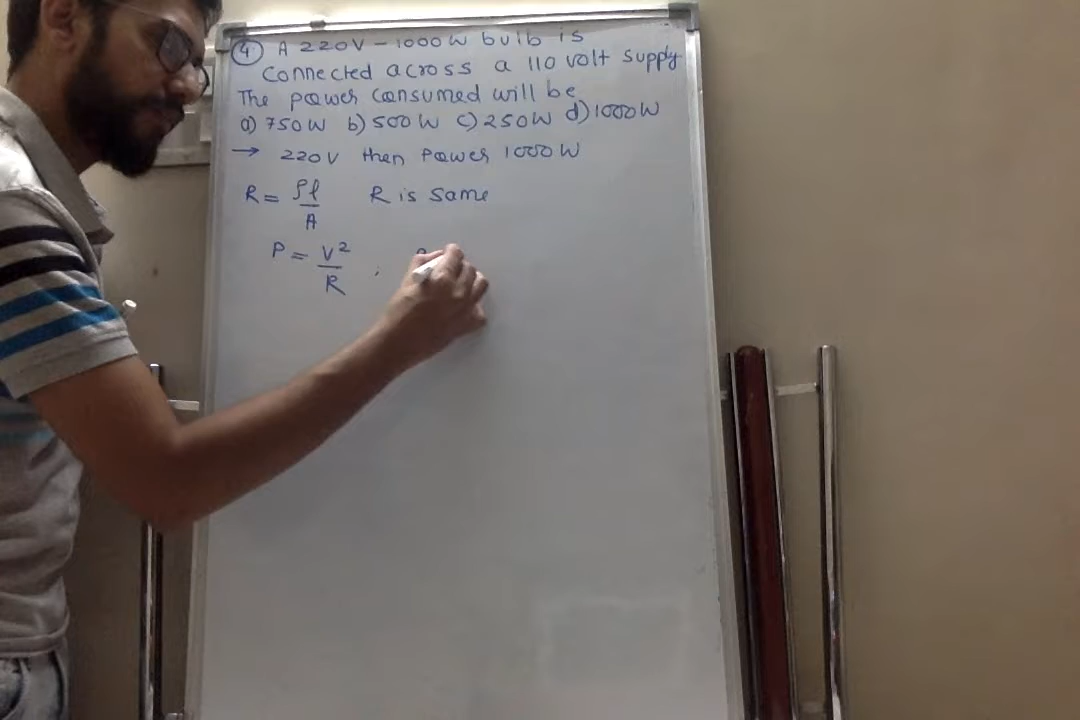 ④ A 220V - 1000W bulb is
connected across a 110 volt supply
The power consumed will be
a) 750W b) 500W c) 250W d) 1000W
→ 220V then power 1000W
R = ρl/A R is same
P = V²/R ;